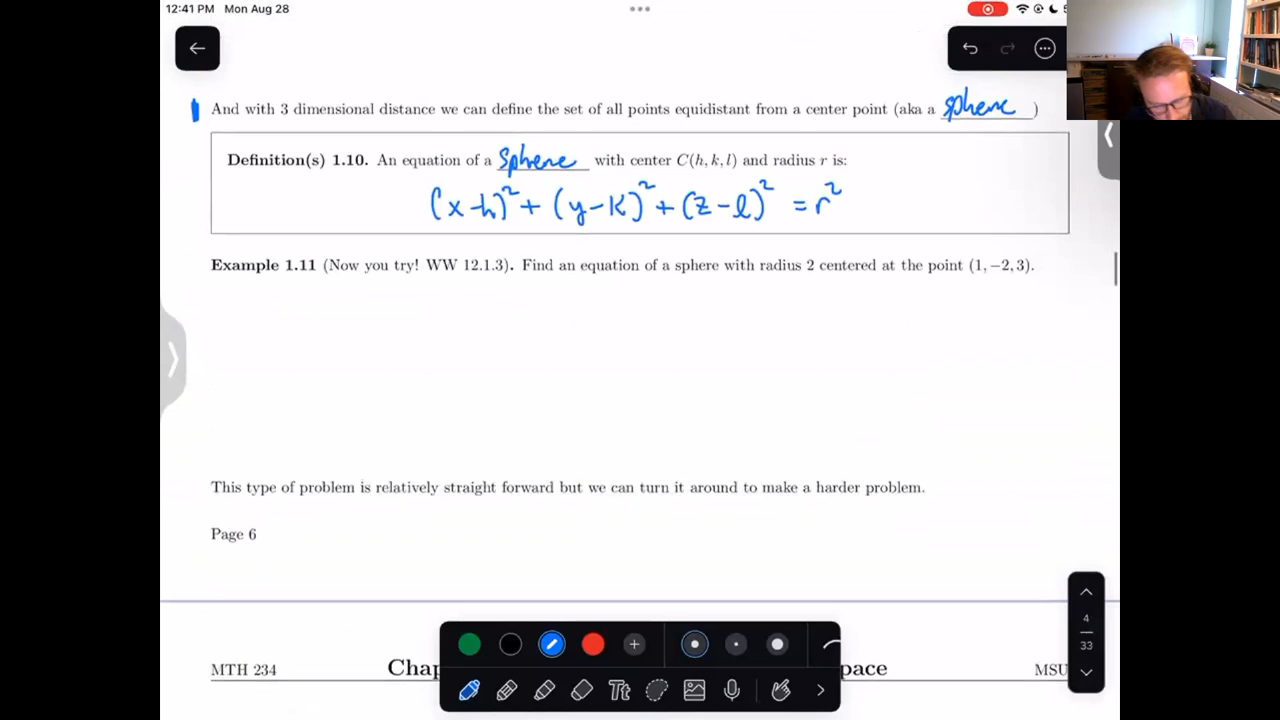 12:41 PM Mon Aug 28
And with 3 dimensional distance we can define the set of all points equidistant from a center point (aka a sphere )
Definition(s) 1.10. An equation of a sphere with center C(h, k, l) and radius r is:
(x-h)² + (y-k)² + (z-l)² = r²
Example 1.11 (Now you try! WW 12.1.3). Find an equation of a sphere with radius 2 centered at the point (1, −2, 3).
This type of problem is relatively straight forward but we can turn it around to make a harder problem.
Page 6
4
33
MTH 234 Chap pace MSU
Tt